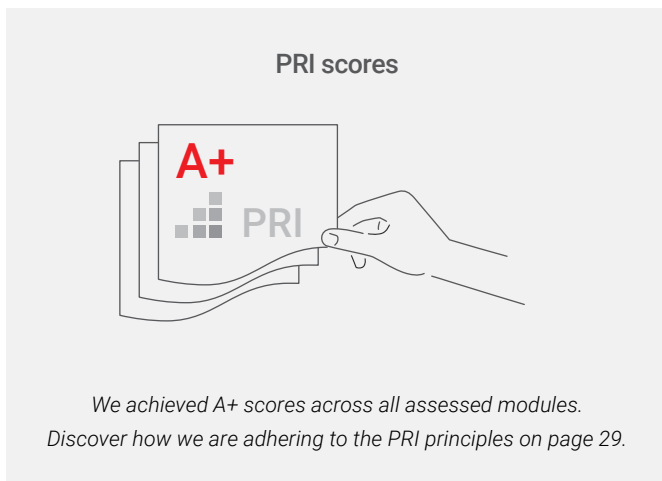 PRI scores
A+
PRI
We achieved A+ scores across all assessed modules.
Discover how we are adhering to the PRI principles on page 29.